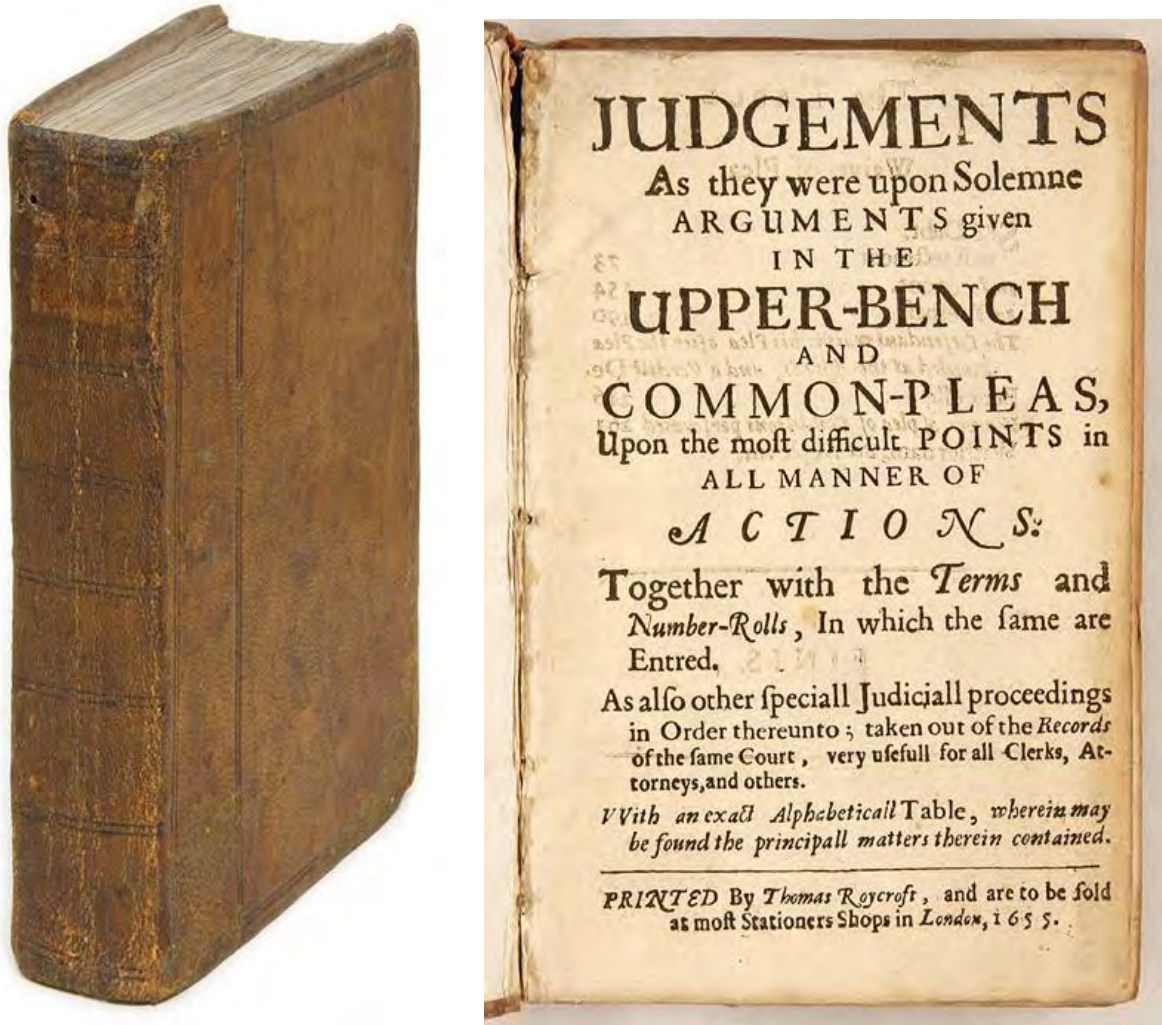 JUDGEMENTS
As they were upon Solemne
ARGUMENTS given
IN THE
UPPER-BENCH
AND
COMMON-PLEAS,
Upon the moſt difficult POINTS in
ALL MANNER OF
ACTIONS:
Together with the Terms and
Number-Rolls, In which the ſame are
Entred.
As alſo other ſpeciall Judiciall proceedings
in Order thereunto; taken out of the Records
of the ſame Court, very uſefull for all Clerks, At-
torneys, and others.
VVith an exact Alphabeticall Table, wherein may
be found the principall matters therein contained.
PRINTED By Thomas Roycroft, and are to be ſold
at moſt Stationers Shops in London, 1655.